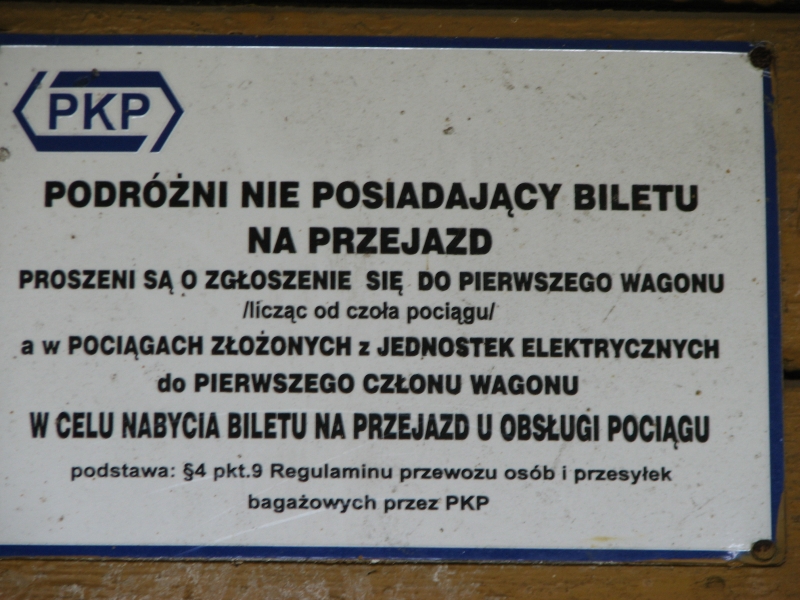 PKP
PODRÓŻNI NIE POSIADAJĄCY BILETU
NA PRZEJAZD
PROSZENI SĄ O ZGŁOSZENIE SIĘ DO PIERWSZEGO WAGONU
/licząc od czoła pociągu/
a w POCIĄGACH ZŁOŻONYCH z JEDNOSTEK ELEKTRYCZNYCH
do PIERWSZEGO CZŁONU WAGONU
W CELU NABYCIA BILETU NA PRZEJAZD U OBSŁUGI POCIĄGU
podstawa: §4 pkt.9 Regulaminu przewozu osób i przesyłek
bagażowych przez PKP